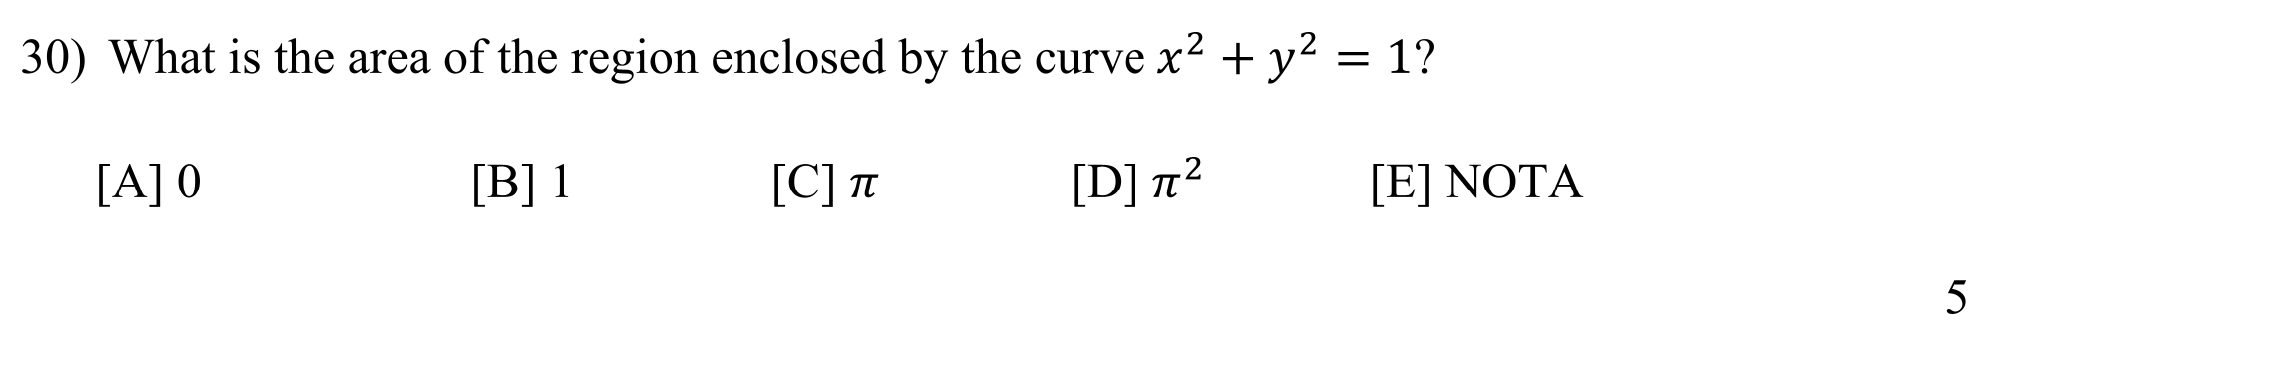 30) What is the area of the region enclosed by the curve x² + y² = 1?
[A] 0 [B] 1 [C] π [D] π² [E] NOTA
5